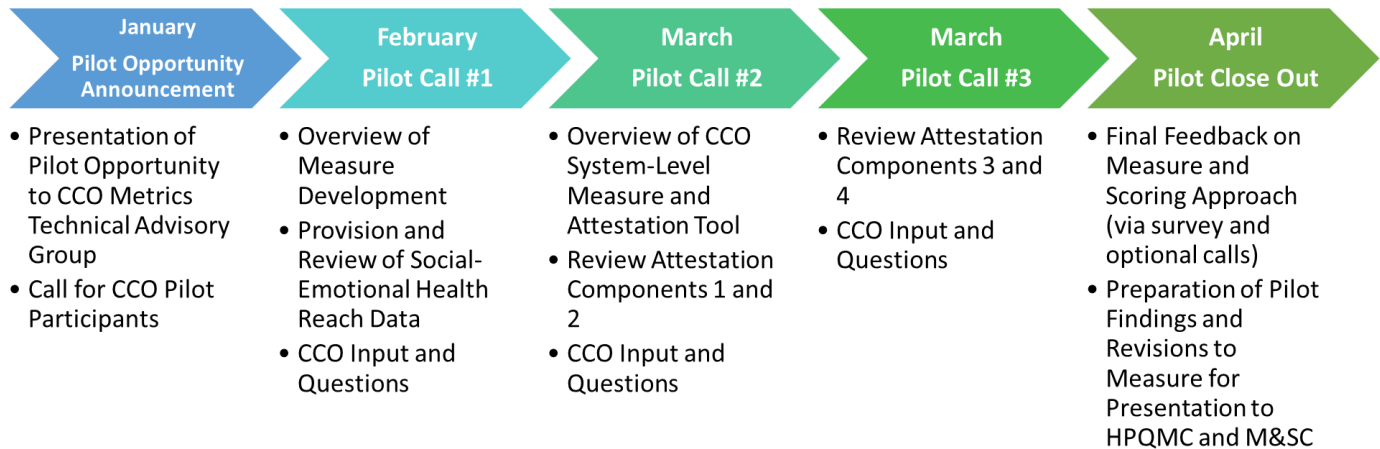 January
Pilot Opportunity
Announcement
• Presentation of
Pilot Opportunity
to CCO Metrics
Technical Advisory
Group
• Call for CCO Pilot
Participants
February
Pilot Call #1
• Overview of
Measure
Development
• Provision and
Review of Social-
Emotional Health
Reach Data
• CCO Input and
Questions
March
Pilot Call #2
• Overview of CCO
System-Level
Measure and
Attestation Tool
• Review Attestation
Components 1 and
2
• CCO Input and
Questions
March
Pilot Call #3
• Review Attestation
Components 3 and
4
• CCO Input and
Questions
April
Pilot Close Out
• Final Feedback on
Measure and
Scoring Approach
(via survey and
optional calls)
• Preparation of Pilot
Findings and
Revisions to
Measure for
Presentation to
HPQMC and M&SC